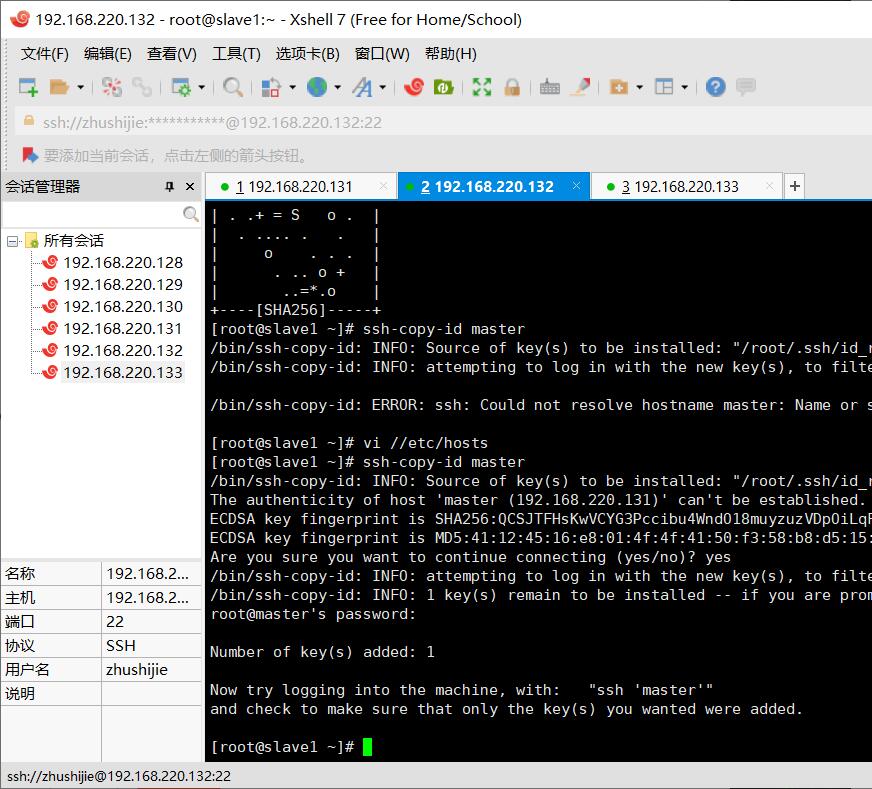 192.168.220.132 - root@slave1:~ - Xshell 7 (Free for Home/School)
文件(F) 编辑(E) 查看(V) 工具(T) 选项卡(B) 窗口(W) 帮助(H)
ssh://zhushijie:***********@192.168.220.132:22
要添加当前会话，点击左侧的箭头按钮。
会话管理器
1 192.168.220.131
2 192.168.220.132
3 192.168.220.133
所有会话
192.168.220.128
192.168.220.129
192.168.220.130
192.168.220.131
192.168.220.132
192.168.220.133
名称 192.168.2...
主机 192.168.2...
端口 22
协议 SSH
用户名 zhushijie
说明
| . .+ = S   o .  |
|  . .... .   .   |
|     o    . . .  |
|      . .. o +   |
|       ..=*.o    |
+----[SHA256]-----+
[root@slave1 ~]# ssh-copy-id master
/bin/ssh-copy-id: INFO: Source of key(s) to be installed: "/root/.ssh/id_r
/bin/ssh-copy-id: INFO: attempting to log in with the new key(s), to filte
/bin/ssh-copy-id: ERROR: ssh: Could not resolve hostname master: Name or s
[root@slave1 ~]# vi //etc/hosts
[root@slave1 ~]# ssh-copy-id master
/bin/ssh-copy-id: INFO: Source of key(s) to be installed: "/root/.ssh/id_r
The authenticity of host 'master (192.168.220.131)' can't be established.
ECDSA key fingerprint is SHA256:QCSJTFHsKwVCYG3Pccibu4WndO18muyzuzVDpOiLqF
ECDSA key fingerprint is MD5:41:12:45:16:e8:01:4f:4f:41:50:f3:58:b8:d5:15:
Are you sure you want to continue connecting (yes/no)? yes
/bin/ssh-copy-id: INFO: attempting to log in with the new key(s), to filte
/bin/ssh-copy-id: INFO: 1 key(s) remain to be installed -- if you are prom
root@master's password:
Number of key(s) added: 1
Now try logging into the machine, with:   "ssh 'master'"
and check to make sure that only the key(s) you wanted were added.
[root@slave1 ~]#
ssh://zhushijie@192.168.220.132:22